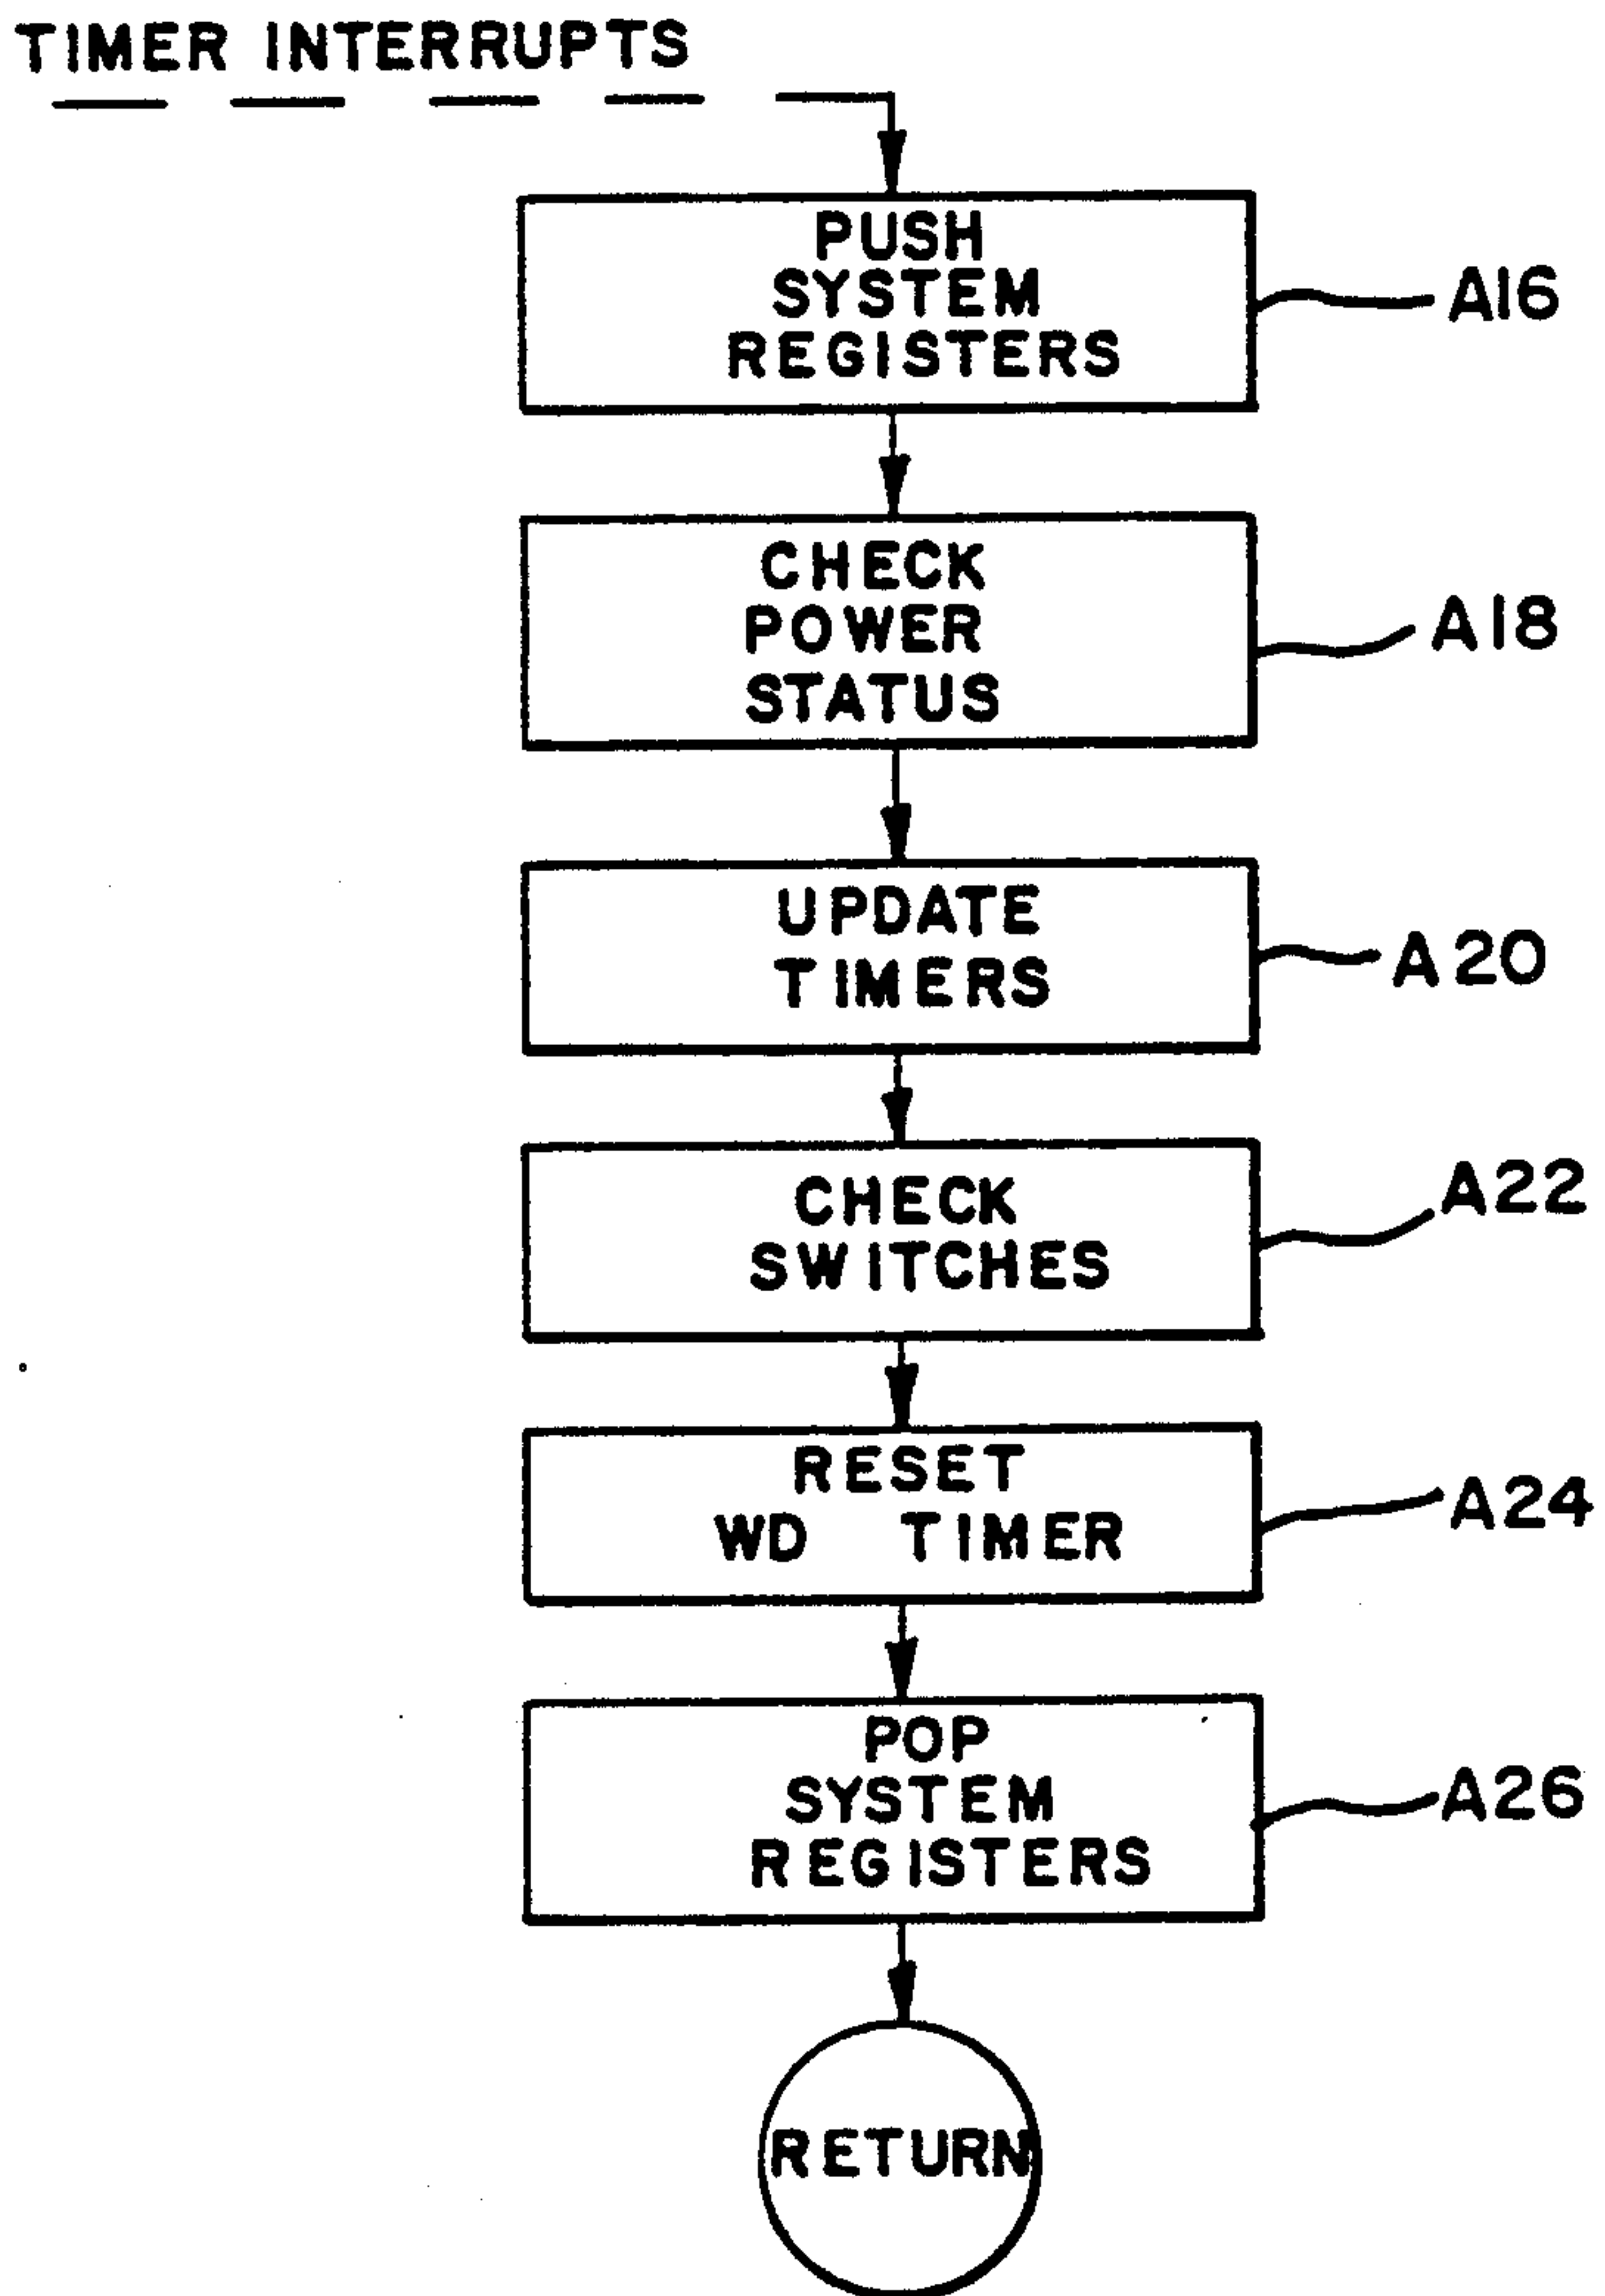 TIMER INTERRUPTS
PUSH
SYSTEM
REGISTERS
A16
CHECK
POWER
STATUS
A18
UPDATE
TIMERS
A20
CHECK
SWITCHES
A22
RESET
WD TIMER
A24
POP
SYSTEM
REGISTERS
A26
RETURN